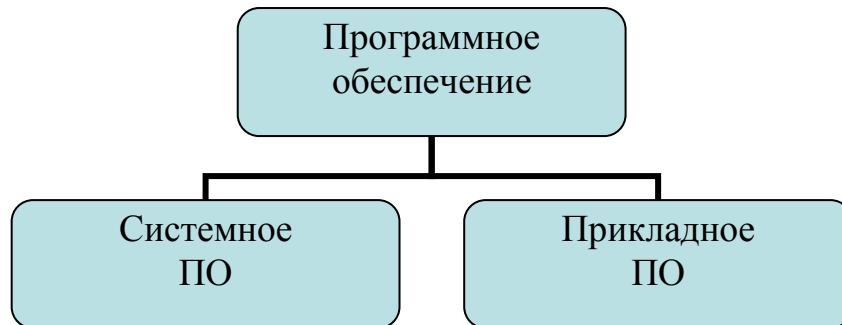 Программное
обеспечение
Системное
ПО
Прикладное
ПО